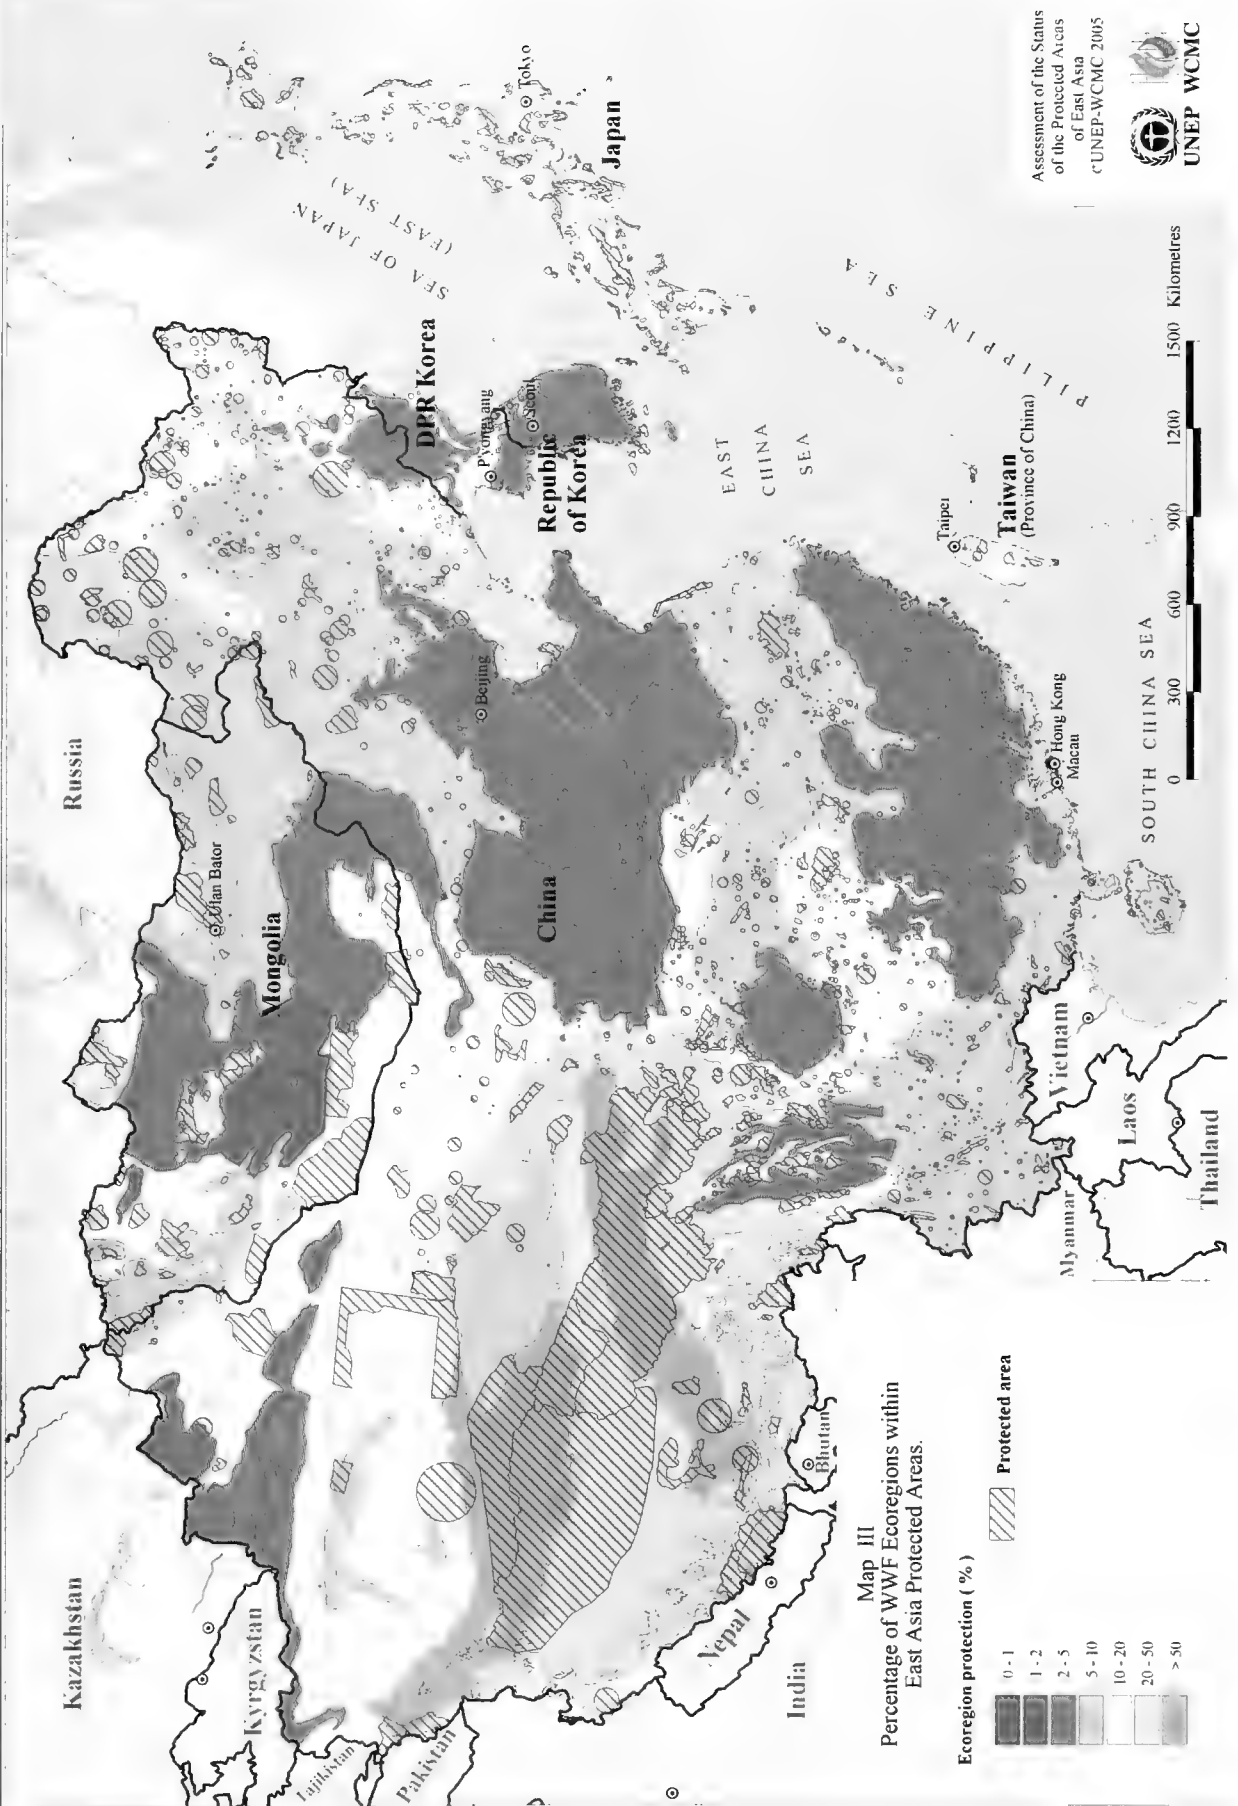 Map III
Percentage of WWF Ecoregions within
East Asia Protected Areas.
Ecoregion protection ( % )
0 - 1
1 - 2
2 - 5
5 - 10
10 - 20
20 - 50
> 50
Protected area
Kazakhstan
Kyrgyzstan
Tajikistan
Pakistan
India
Nepal
Bhutan
Myanmar
Thailand
Laos
Vietnam
Russia
Mongolia
Ulan Bator
China
Beijing
DPR Korea
Republic
of Korea
Seoul
Japan
Tokyo
SEA OF JAPAN
(EAST SEA)
EAST
CHINA
SEA
PILIPPINE SEA
Taipei
Taiwan
(Province of China)
Hong Kong
Macau
SOUTH CHINA SEA
0 300 600 900 1200 1500 Kilometres
Assessment of the Status
of the Protected Areas
of East Asia
UNEP-WCMC 2005
UNEP WCMC